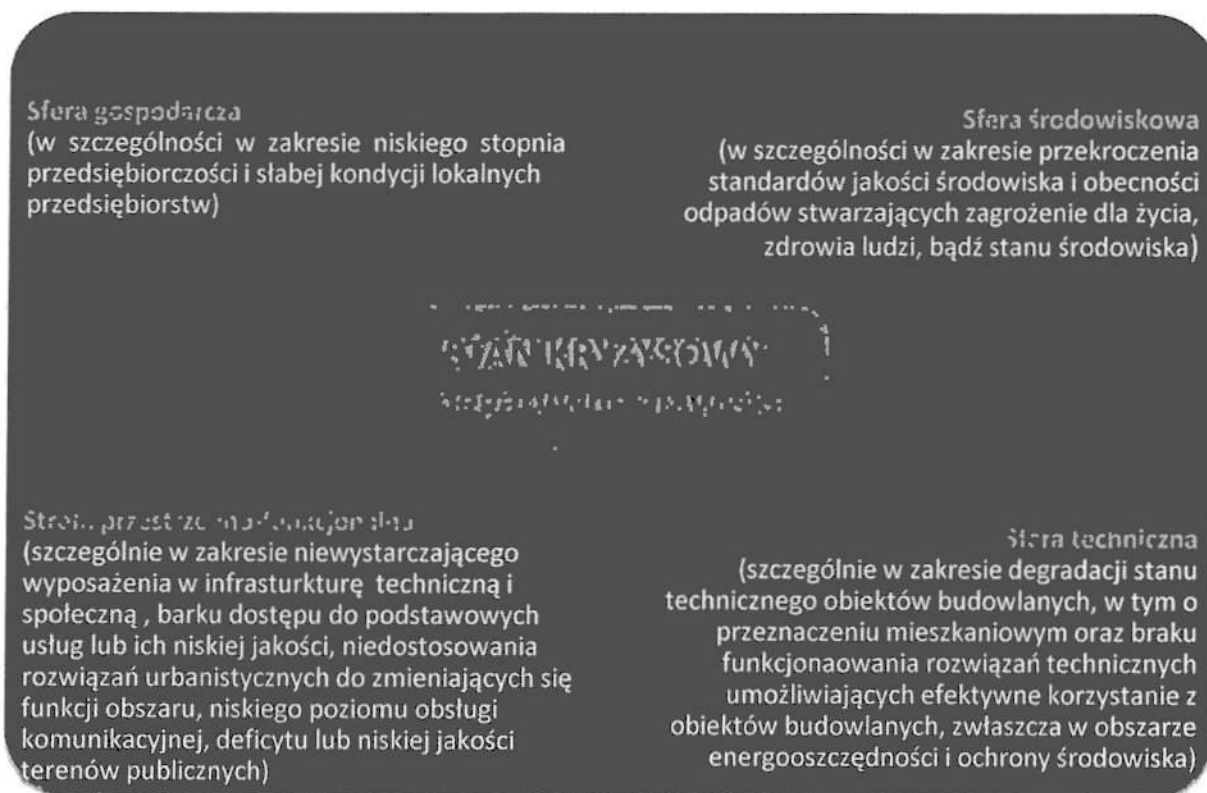 Sfera gospodarcza
(w szczególności w zakresie niskiego stopnia
przedsiębiorczości i słabej kondycji lokalnych
przedsiębiorstw)
Sfera środowiskowa
(w szczególności w zakresie przekroczenia
standardów jakości środowiska i obecności
odpadów stwarzających zagrożenie dla życia,
zdrowia ludzi, bądź stanu środowiska)
STAN KRYZYSOWY
(szczególnie w zakresie niewystarczającego
wyposażenia w infrasturkturę techniczną i
społeczną , barku dostępu do podstawowych
usług lub ich niskiej jakości, niedostosowania
rozwiązań urbanistycznych do zmieniających się
funkcji obszaru, niskiego poziomu obsługi
komunikacyjnej, deficytu lub niskiej jakości
terenów publicznych)
Sfera techniczna
(szczególnie w zakresie degradacji stanu
technicznego obiektów budowlanych, w tym o
przeznaczeniu mieszkaniowym oraz braku
funkcjonaowania rozwiązań technicznych
umożliwiających efektywne korzystanie z
obiektów budowlanych, zwłaszcza w obszarze
energooszczędności i ochrony środowiska)